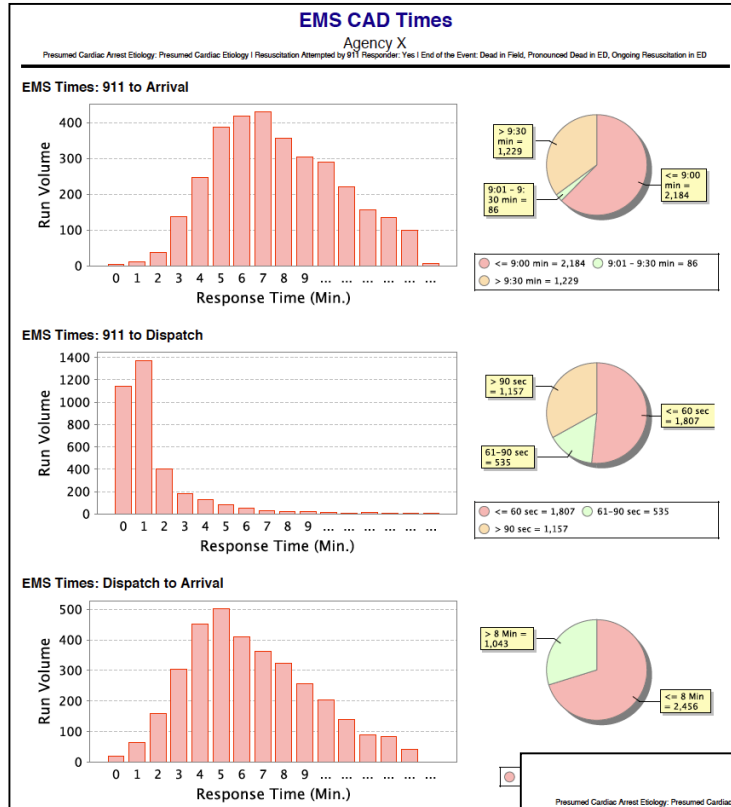 EMS CAD Times
Agency X
Presumed Cardiac Arrest Etiology: Presumed Cardiac Etiology | Resuscitation Attempted by 911 Responder: Yes | End of the Event: Dead in Field, Pronounced Dead in ED, Ongoing Resuscitation in ED
EMS Times: 911 to Arrival
Run Volume
400
300
200
100
0
0 1 2 3 4 5 6 7 8 9 ... ... ... ... ... ...
Response Time (Min.)
> 9:30
min =
1,229
9:01 - 9:
30 min =
86
<= 9:00
min =
2,184
<= 9:00 min = 2,184 9:01 - 9:30 min = 86
> 9:30 min = 1,229
EMS Times: 911 to Dispatch
Run Volume
1400
1200
1000
800
600
400
200
0
0 1 2 3 4 5 6 7 8 9 ... ... ... ... ... ...
Response Time (Min.)
> 90 sec
= 1,157
61-90 sec
= 535
<= 60 sec
= 1,807
<= 60 sec = 1,807 61-90 sec = 535
> 90 sec = 1,157
EMS Times: Dispatch to Arrival
Run Volume
500
400
300
200
100
0
0 1 2 3 4 5 6 7 8 9 ... ... ... ... ... ...
Response Time (Min.)
> 8 Min =
1,043
<= 8 Min
= 2,456
Presumed Cardiac Arrest Etiology: Presumed Cardiac